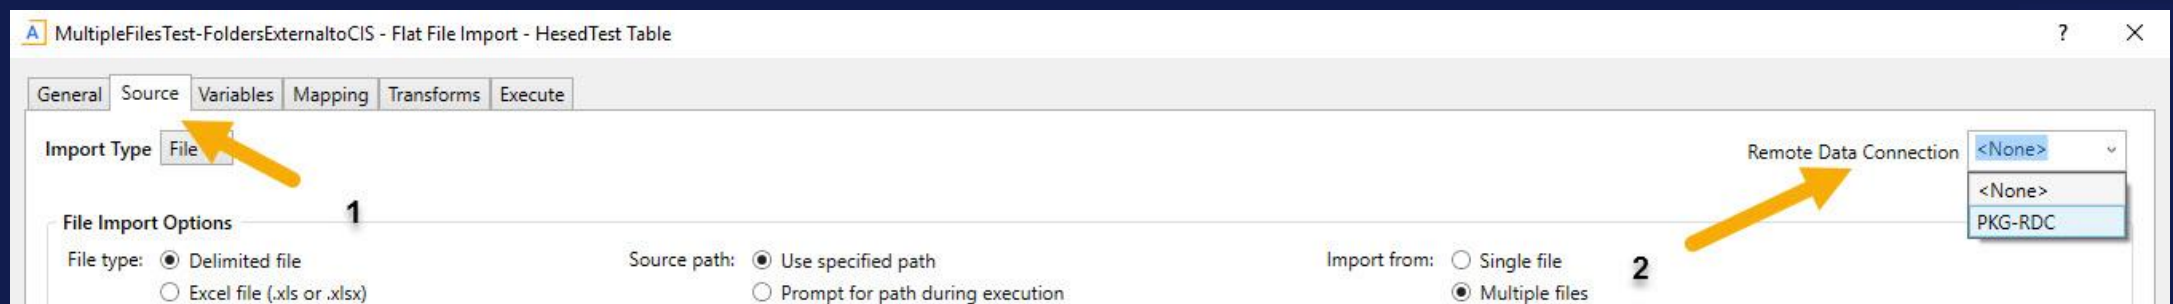 A MultipleFilesTest-FoldersExternaltoCIS - Flat File Import - HesedTest Table ? ×
General Source Variables Mapping Transforms Execute
Import Type File Remote Data Connection <None>
<None>
PKG-RDC
1
File Import Options
File type: Delimited file Source path: Use specified path Import from: Single file
2
Excel file (.xls or .xlsx) Prompt for path during execution Multiple files